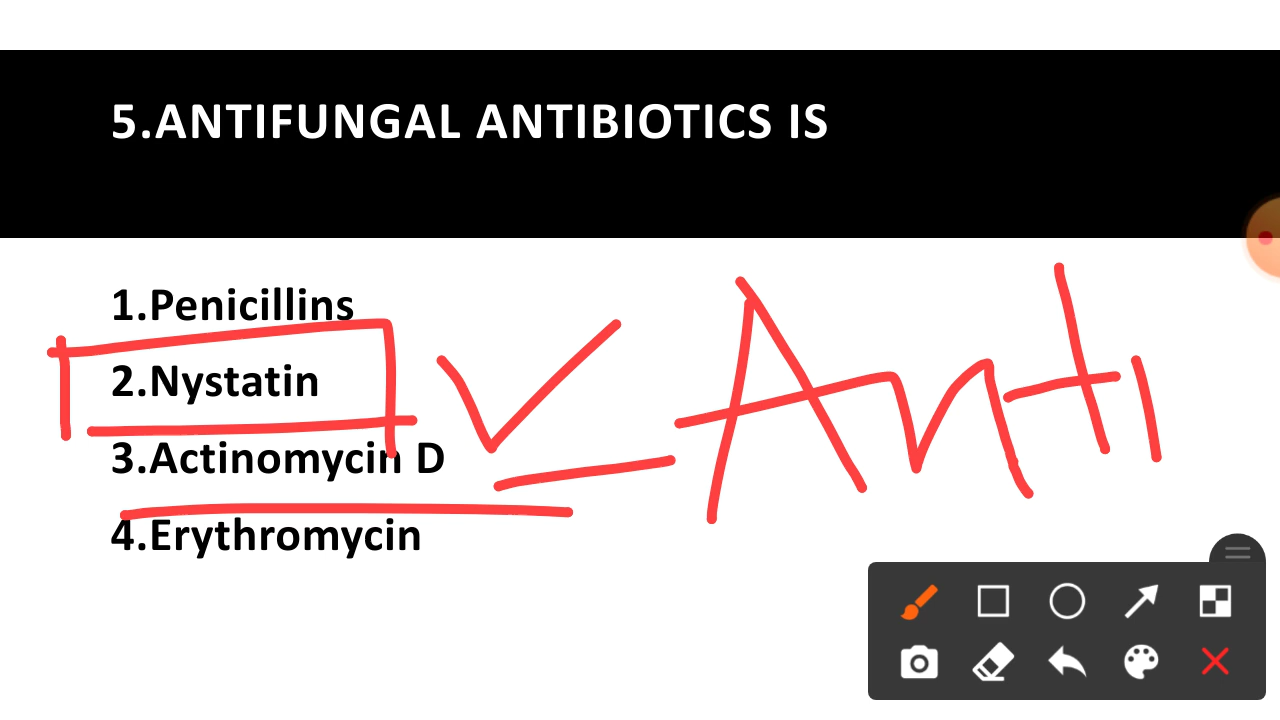 5.ANTIFUNGAL ANTIBIOTICS IS
1.Penicillins
2.Nystatin
3.Actinomycin D
4.Erythromycin
Anti